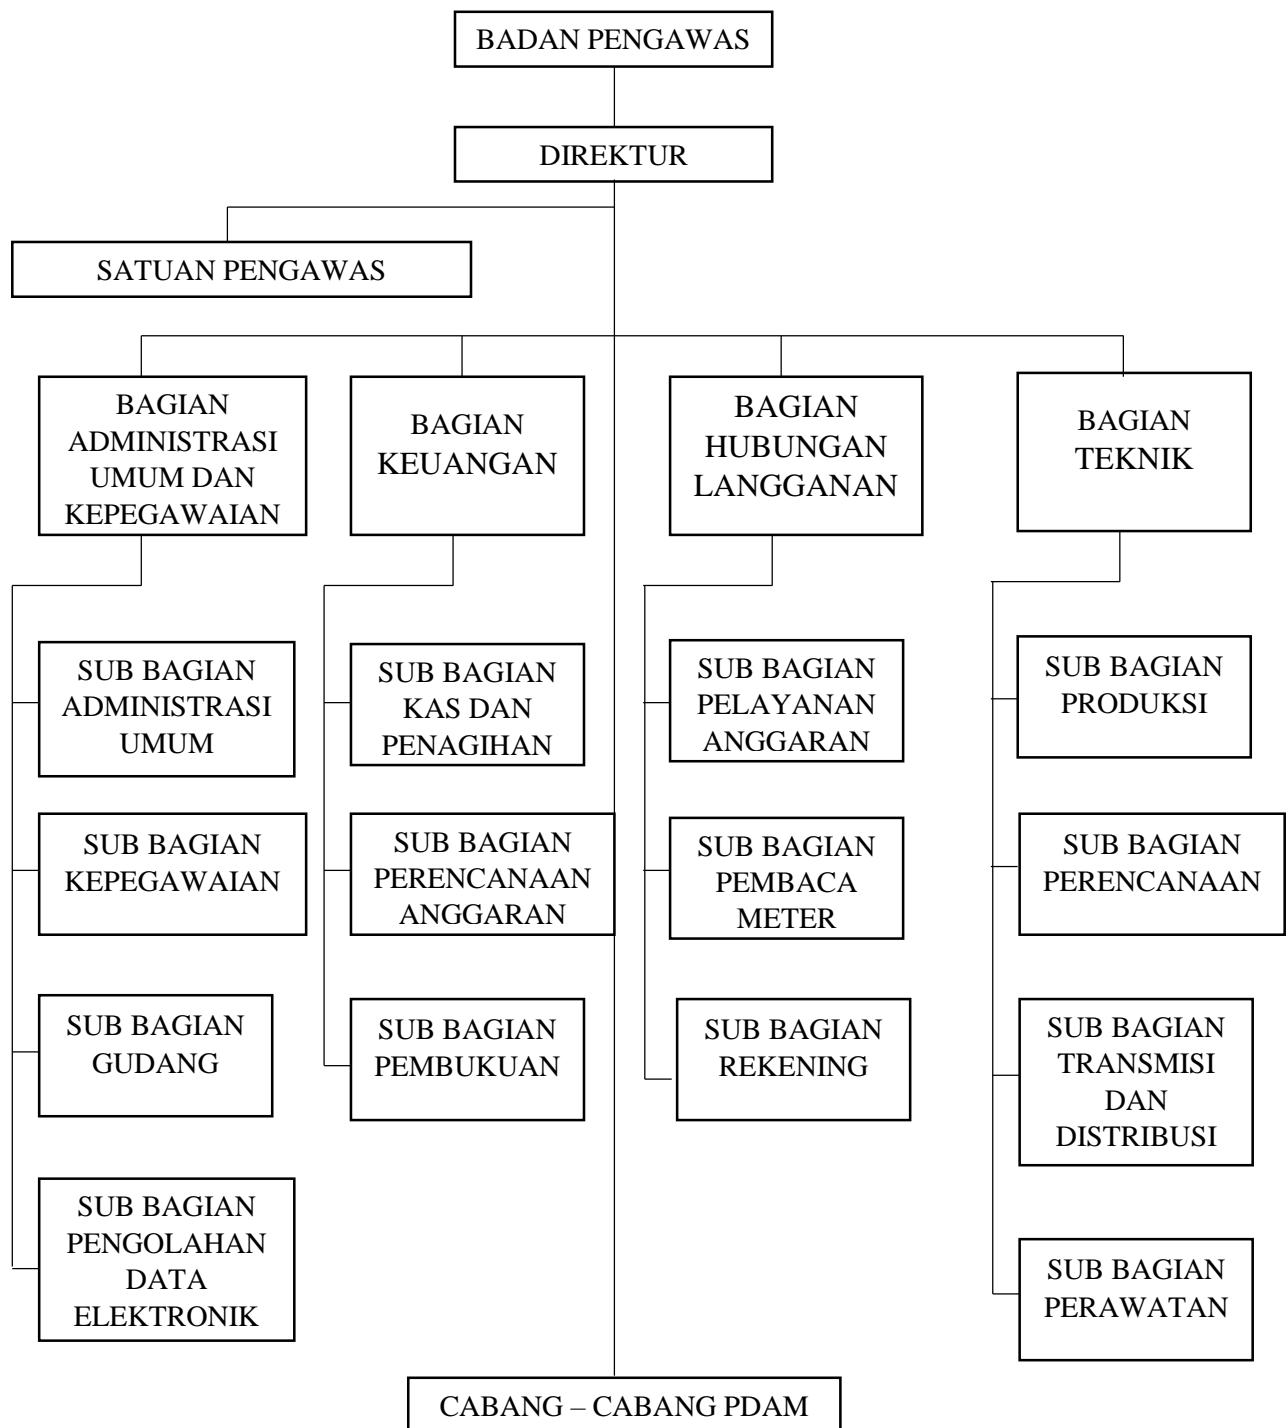 BADAN PENGAWAS
DIREKTUR
SATUAN PENGAWAS
BAGIAN
ADMINISTRASI
UMUM DAN
KEPEGAWAIAN
BAGIAN
KEUANGAN
BAGIAN
HUBUNGAN
LANGGANAN
BAGIAN
TEKNIK
SUB BAGIAN
ADMINISTRASI
UMUM
SUB BAGIAN
KAS DAN
PENAGIHAN
SUB BAGIAN
PELAYANAN
ANGGARAN
SUB BAGIAN
PRODUKSI
SUB BAGIAN
KEPEGAWAIAN
SUB BAGIAN
PERENCANAAN
ANGGARAN
SUB BAGIAN
PEMBACA
METER
SUB BAGIAN
PERENCANAAN
SUB BAGIAN
GUDANG
SUB BAGIAN
PEMBUKUAN
SUB BAGIAN
REKENING
SUB BAGIAN
TRANSMISI
DAN
DISTRIBUSI
SUB BAGIAN
PENGOLAHAN
DATA
ELEKTRONIK
SUB BAGIAN
PERAWATAN
CABANG – CABANG PDAM